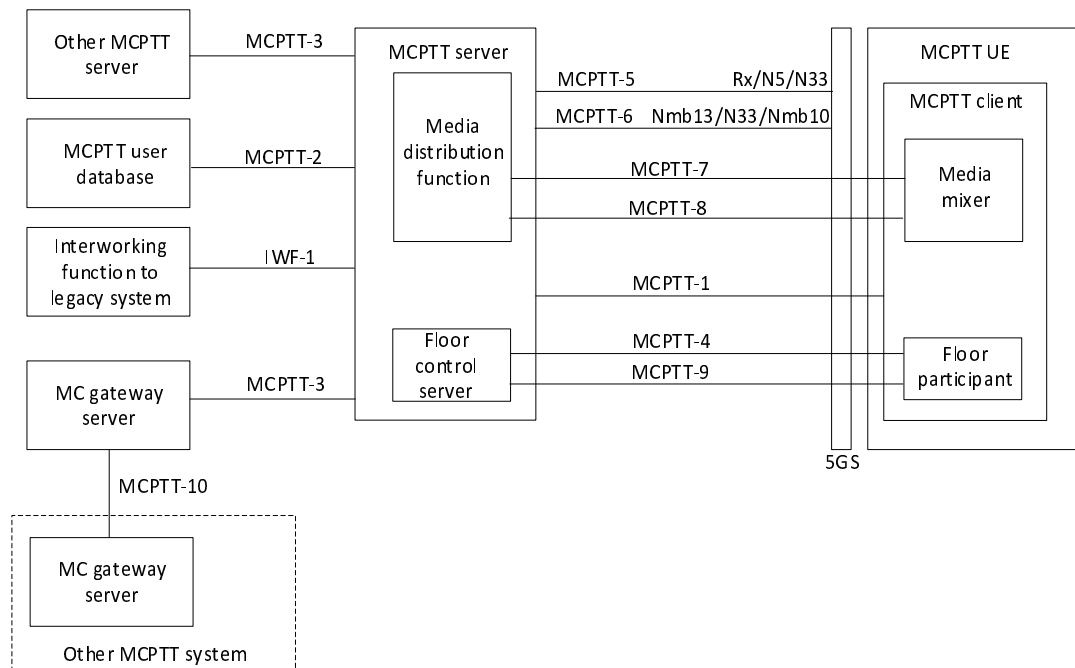 Other MCPTT
server
MCPTT-3
MCPTT user
database
MCPTT-2
Interworking
function to
legacy system
IWF-1
MC gateway
server
MCPTT-3
MCPTT-10
MC gateway
server
Other MCPTT system
MCPTT server
Media
distribution
function
Floor
control
server
MCPTT-5 Rx/N5/N33
MCPTT-6 Nmb13/N33/Nmb10
MCPTT-7
MCPTT-8
MCPTT-1
MCPTT-4
MCPTT-9
5GS
MCPTT UE
MCPTT client
Media
mixer
Floor
participant